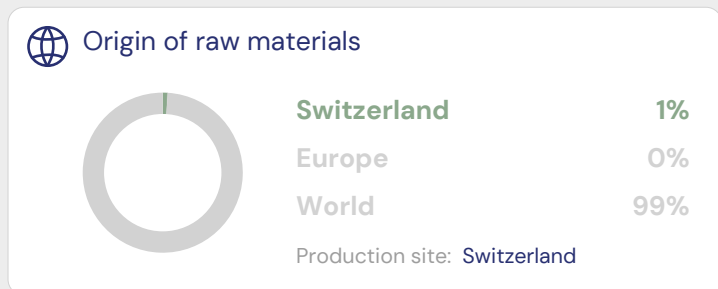 Origin of raw materials
Switzerland 1%
Europe 0%
World 99%
Production site: Switzerland